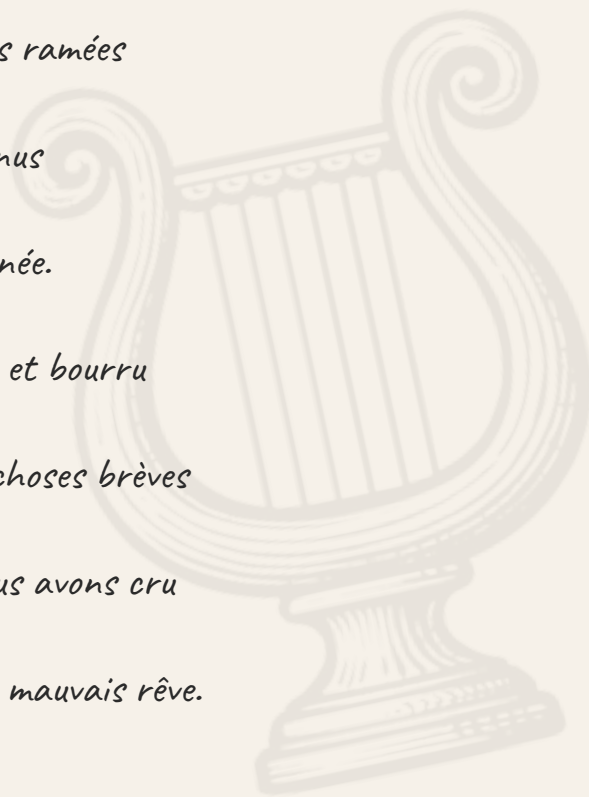 s ramées
nus
née.
et bourru
choses brèves
us avons cru
mauvais rêve.